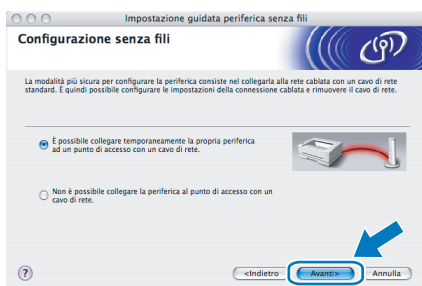 Impostazione guidata periferica senza fili
Configurazione senza fili
La modalità più sicura per configurare la periferica consiste nel collegarla alla rete cablata con un cavo di rete
standard. È quindi possibile configurare le impostazioni della connessione cablata e rimuovere il cavo di rete.
È possibile collegare temporaneamente la propria periferica
ad un punto di accesso con un cavo di rete.
Non è possibile collegare la periferica al punto di accesso con un
cavo di rete.
?
<Indietro
Avanti>
Annulla